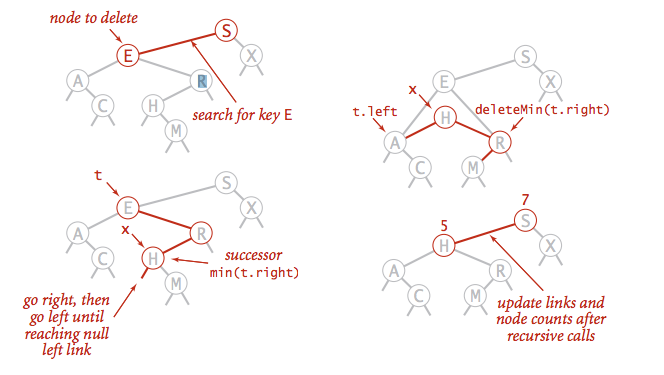 node to delete
S
E
X
A
R
C
H
search for key E
M
t
S
E
X
x
A
R
C
H
successor
min(t.right)
M
go right, then
go left until
reaching null
left link
S
E
X
x
t.left
deleteMin(t.right)
H
A
R
C
M
7
5
S
H
X
A
R
C
M
update links and
node counts after
recursive calls